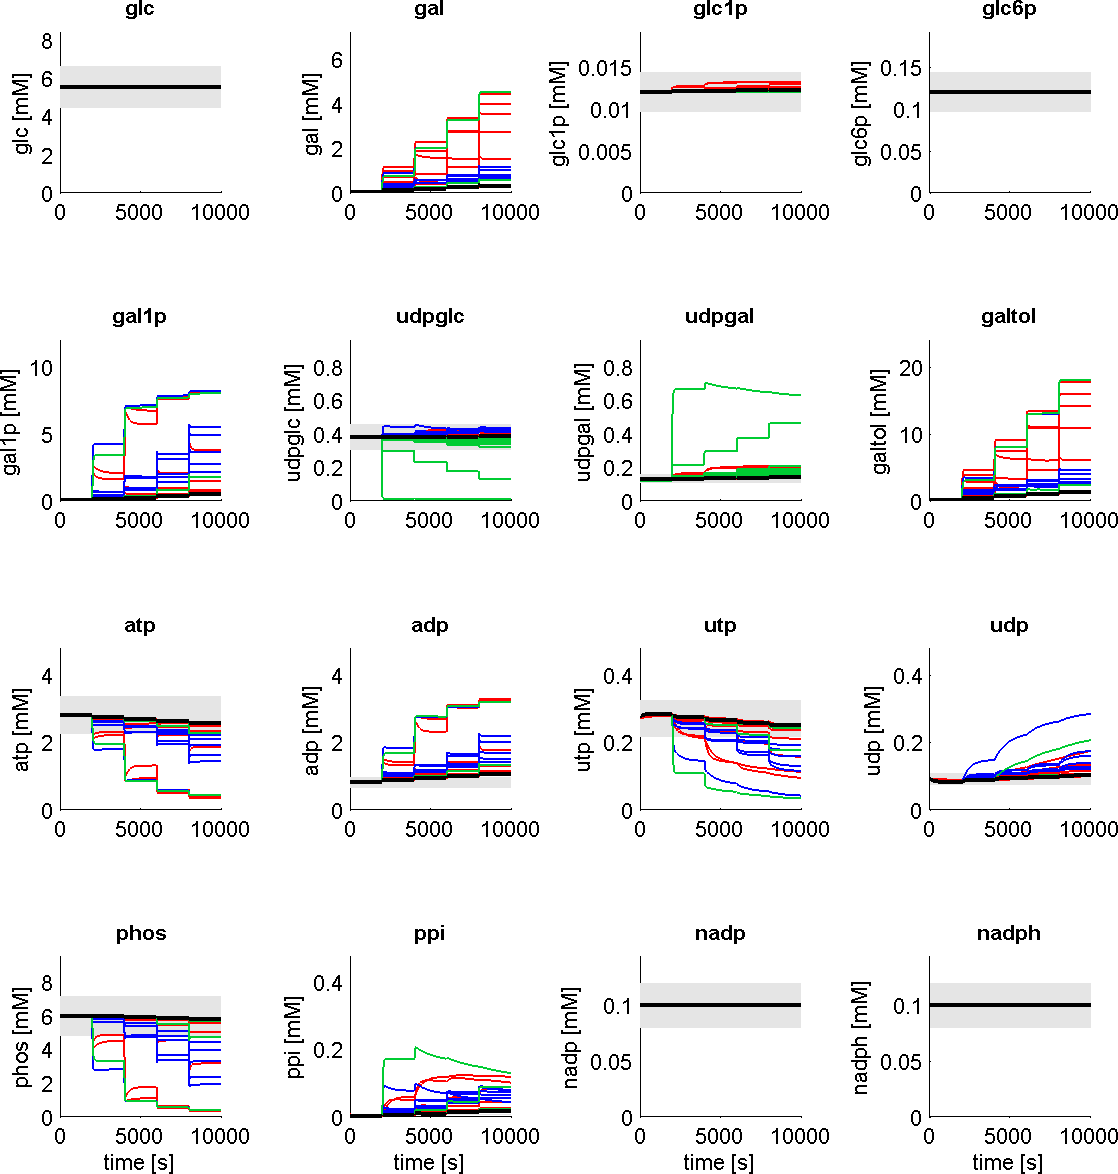 glc gal glc1p glc6p
glc [mM] 8 6 4 2 0 0 5000 10000
gal [mM] 6 4 2 0 0 5000 10000
glc1p [mM] 0.015 0.01 0.005 0 0 5000 10000
glc6p [mM] 0.15 0.1 0.05 0 0 5000 10000
gal1p udpglc udpgal galtol
gal1p [mM] 10 5 0 0 5000 10000
udpglc [mM] 0.8 0.6 0.4 0.2 0 0 5000 10000
udpgal [mM] 0.8 0.6 0.4 0.2 0 0 5000 10000
galtol [mM] 20 10 0 0 5000 10000
atp adp utp udp
atp [mM] 4 2 0 0 5000 10000
adp [mM] 4 2 0 0 5000 10000
utp [mM] 0.4 0.2 0 0 5000 10000
udp [mM] 0.4 0.2 0 0 5000 10000
phos ppi nadp nadph
phos [mM] 8 6 4 2 0 0 5000 10000 time [s]
ppi [mM] 0.4 0.2 0 0 5000 10000 time [s]
nadp [mM] 0.1 0.05 0 0 5000 10000 time [s]
nadph [mM] 0.1 0.05 0 0 5000 10000 time [s]